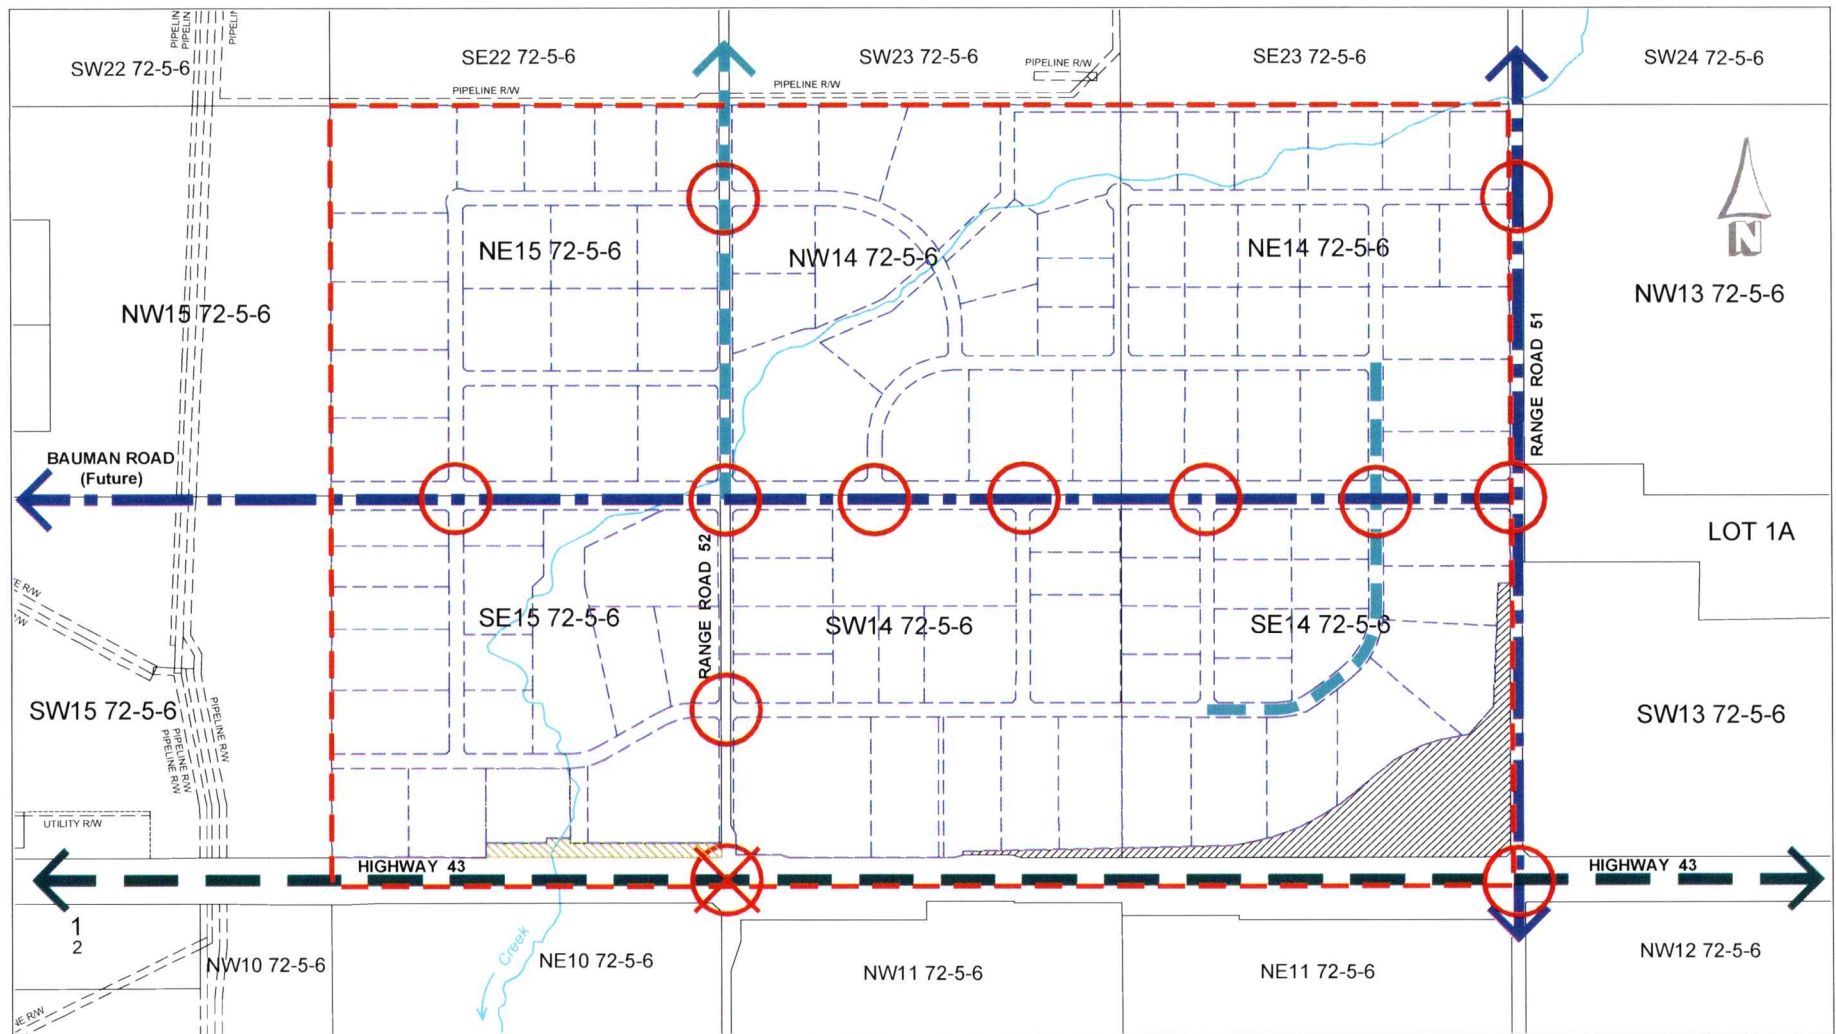 PIPELINE
PIPELINE
PIPELIN
SW22 72-5-6
SE22 72-5-6
SW23 72-5-6
SE23 72-5-6
SW24 72-5-6
PIPELINE R/W
PIPELINE R/W
PIPELINE R/W
N
NE15 72-5-6
NW14 72-5-6
NE14 72-5-6
NW15 72-5-6
NW13 72-5-6
RANGE ROAD 51
BAUMAN ROAD
(Future)
LOT 1A
RANGE ROAD 52
E R/W
/W
SE15 72-5-6
SW14 72-5-6
SE14 72-5-6
SW15 72-5-6
SW13 72-5-6
PIPELINE R/W
PIPELINE R/W
PIPELINE R/W
UTILITY R/W
HIGHWAY 43
HIGHWAY 43
1
2
Creek
NW10 72-5-6
NE10 72-5-6
NW11 72-5-6
NE11 72-5-6
NW12 72-5-6
NE R/W